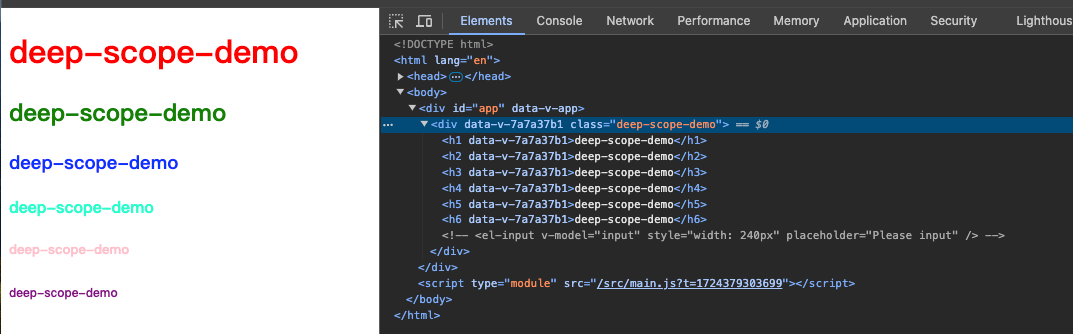 deep-scope-demo
deep-scope-demo
deep-scope-demo
deep-scope-demo
deep-scope-demo
deep-scope-demo
Elements Console Network Performance Memory Application Security Lighthous
<!DOCTYPE html>
<html lang="en">
<head>…</head>
<body>
<div id="app" data-v-app>
… <div data-v-7a7a37b1 class="deep-scope-demo"> == $0
<h1 data-v-7a7a37b1>deep-scope-demo</h1>
<h2 data-v-7a7a37b1>deep-scope-demo</h2>
<h3 data-v-7a7a37b1>deep-scope-demo</h3>
<h4 data-v-7a7a37b1>deep-scope-demo</h4>
<h5 data-v-7a7a37b1>deep-scope-demo</h5>
<h6 data-v-7a7a37b1>deep-scope-demo</h6>
<!-- <el-input v-model="input" style="width: 240px" placeholder="Please input" /> -->
</div>
</div>
<script type="module" src="/src/main.js?t=1724379303699"></script>
</body>
</html>